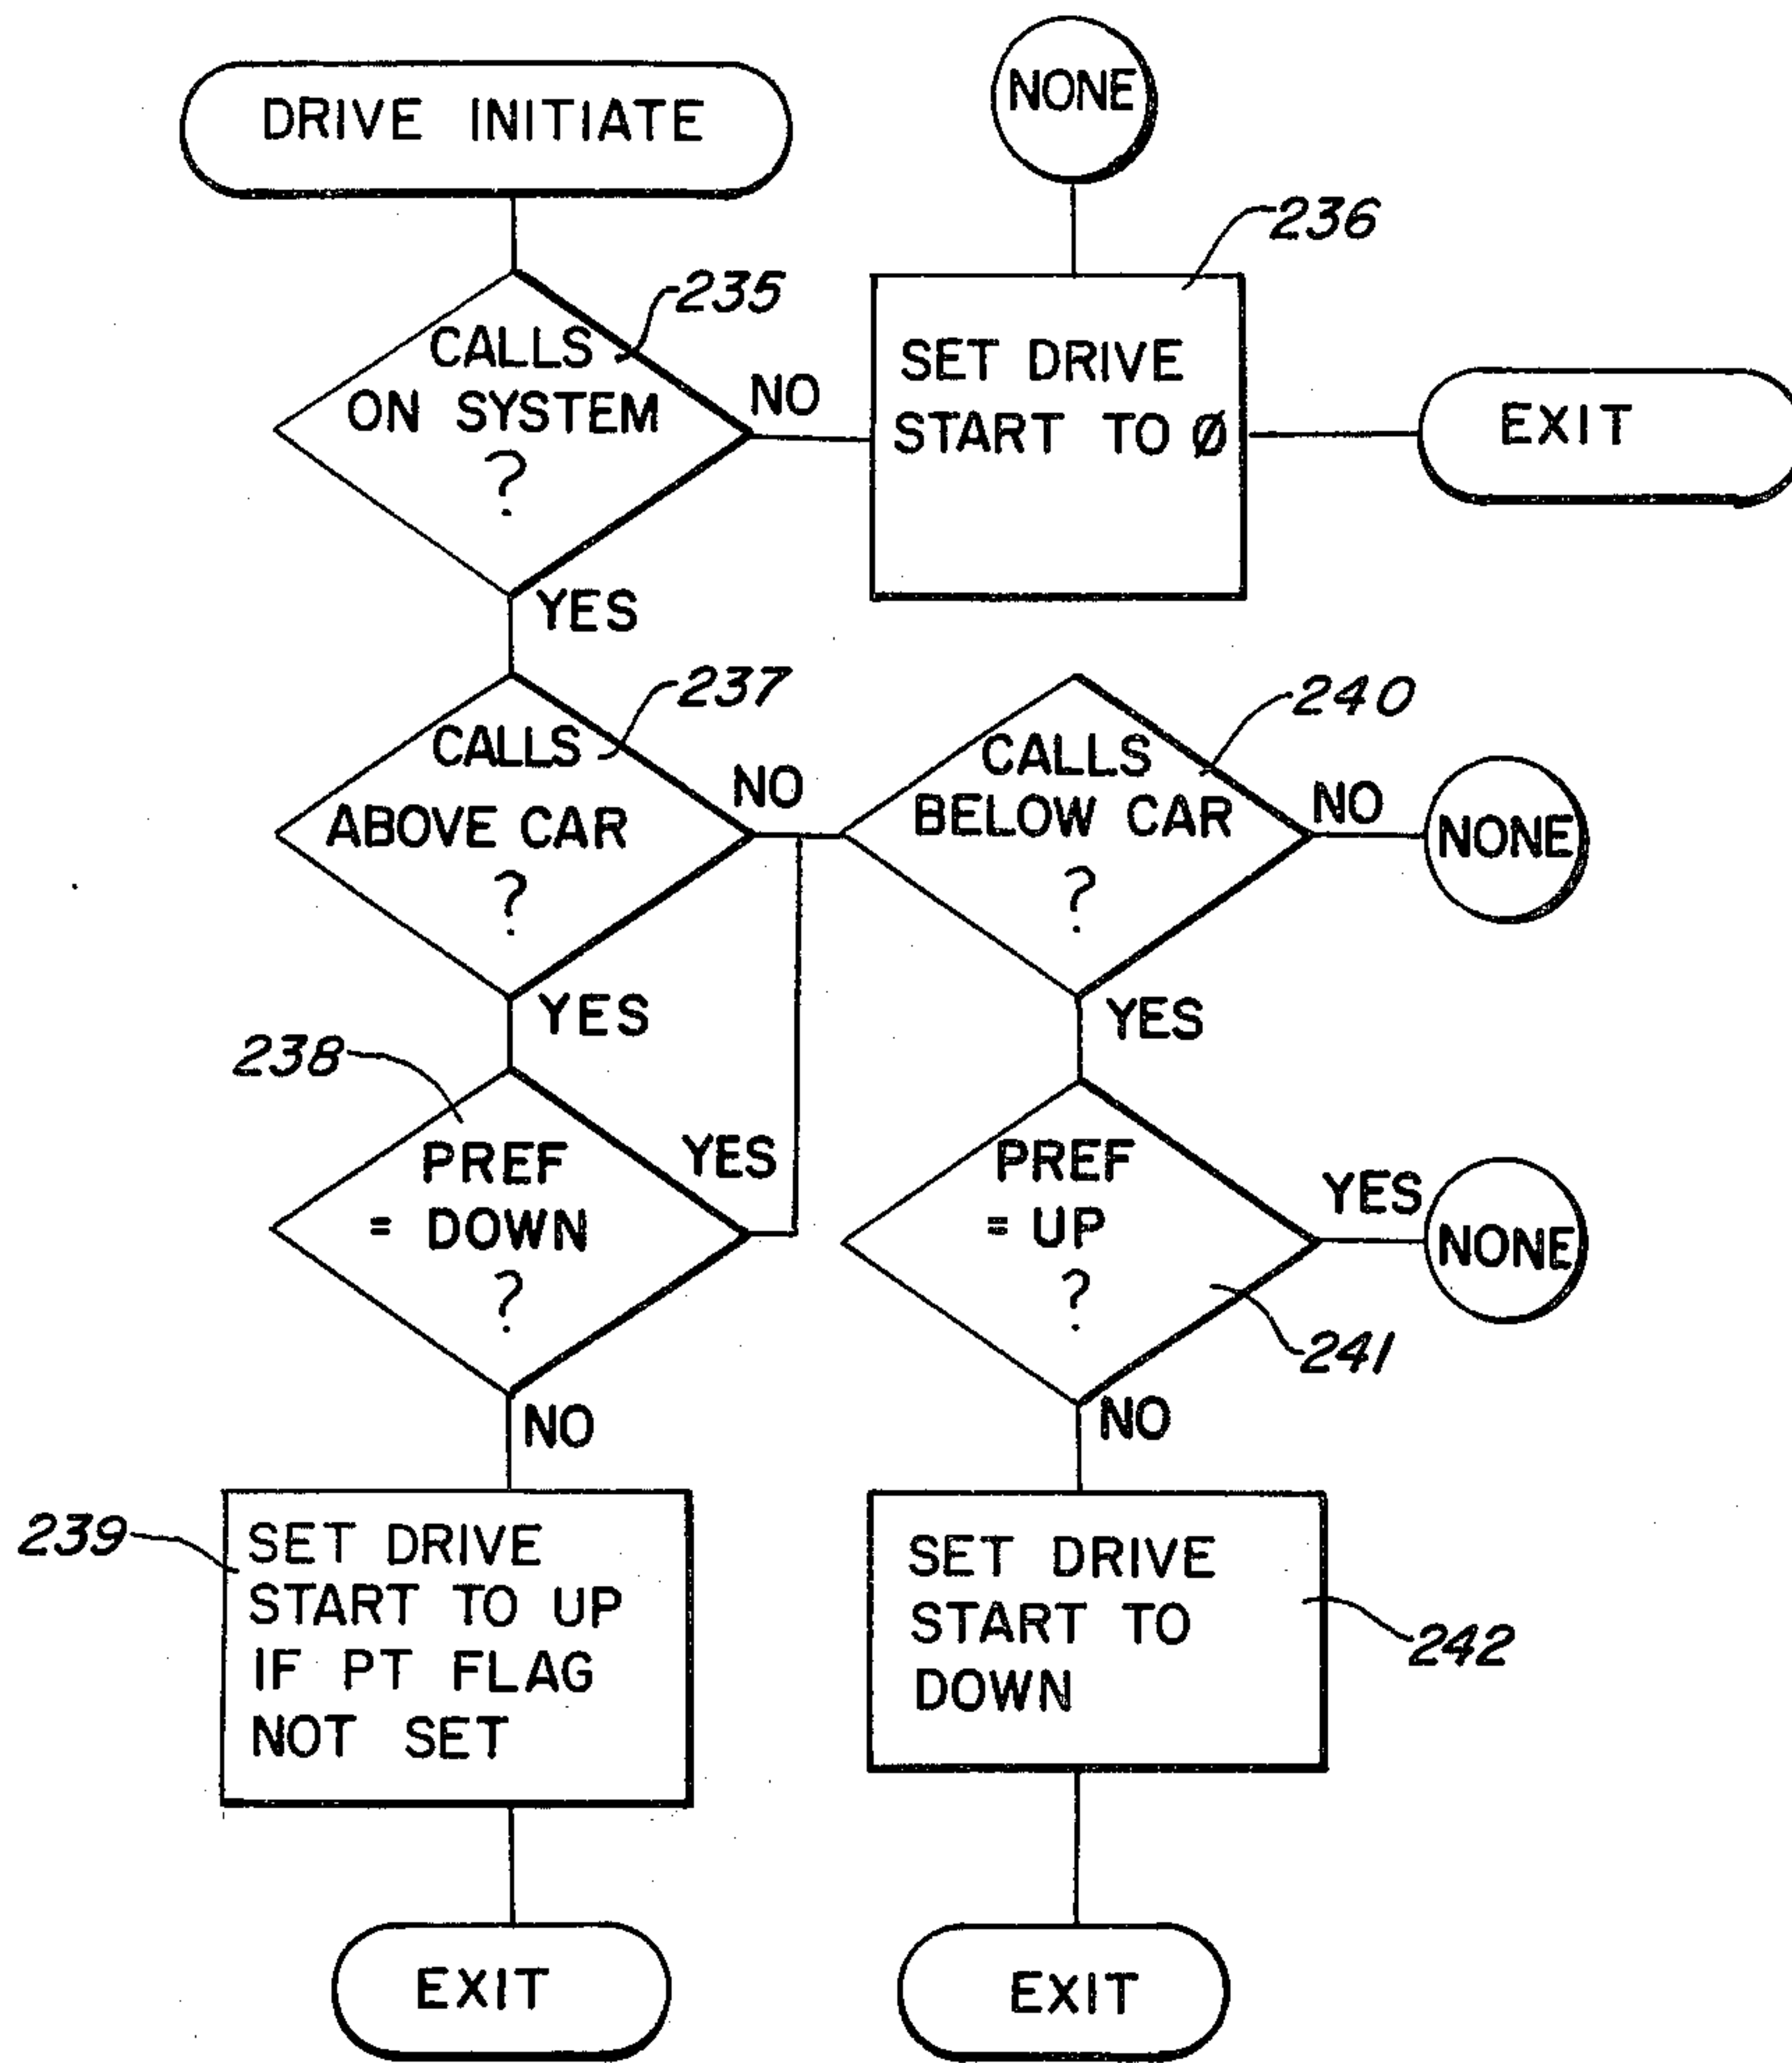 DRIVE INITIATE
NONE
236
235
CALLS
ON SYSTEM
?
NO
SET DRIVE
START TO Ø
EXIT
YES
237
CALLS
ABOVE CAR
?
NO
240
CALLS
BELOW CAR
?
NO
NONE
YES
YES
238
PREF
= DOWN
?
YES
PREF
= UP
?
YES
NONE
241
NO
NO
239
SET DRIVE
START TO UP
IF PT FLAG
NOT SET
SET DRIVE
START TO
DOWN
242
EXIT
EXIT